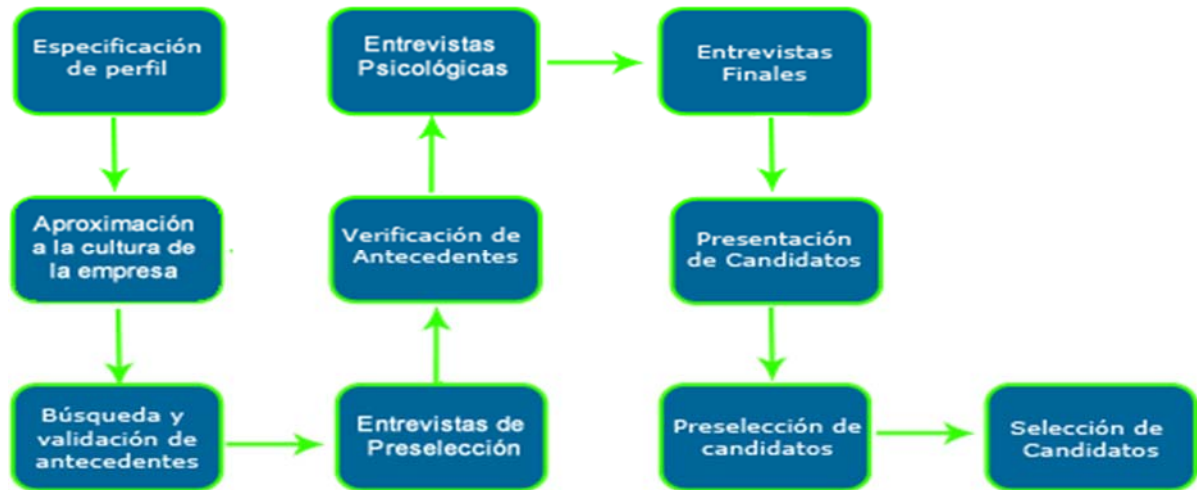 Especificación
de perfil
Aproximación
a la cultura de
la empresa
Búsqueda y
validación de
antecedentes
Entrevistas de
Preselección
Verificación de
Antecedentes
Entrevistas
Psicológicas
Entrevistas
Finales
Presentación
de Candidatos
Preselección de
candidatos
Selección de
Candidatos